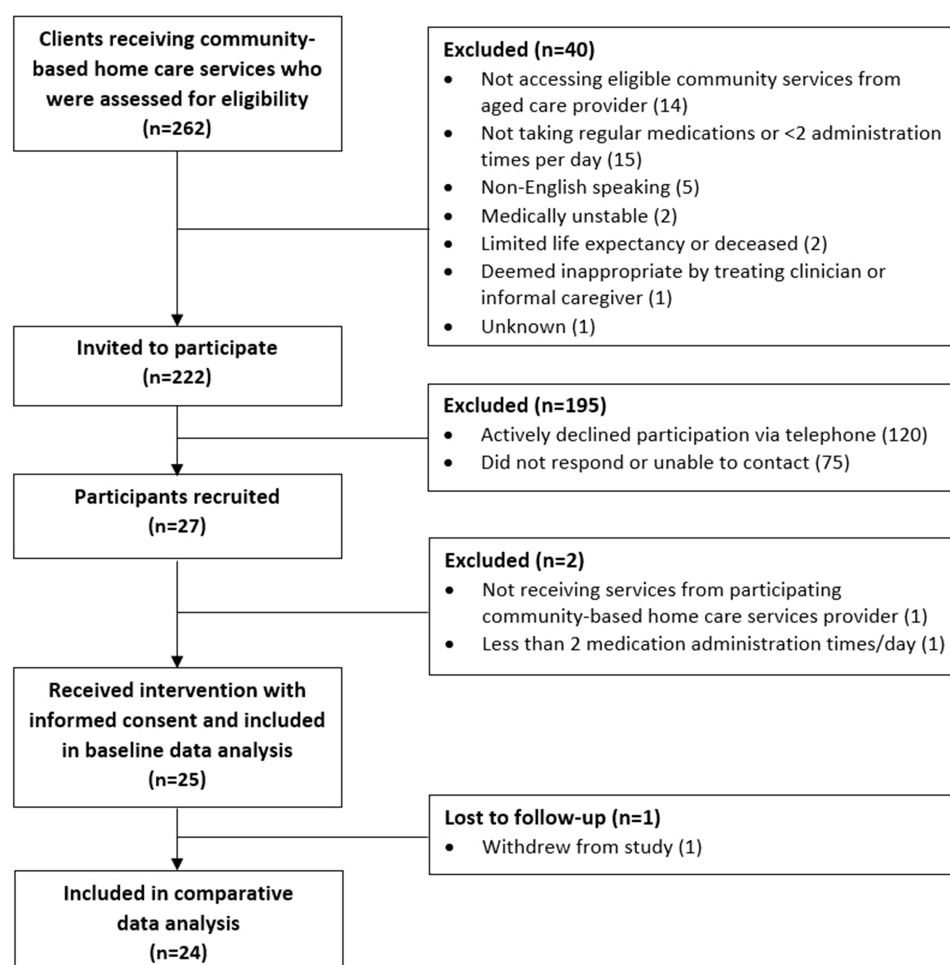 Clients receiving community-
based home care services who
were assessed for eligibility
(n=262)
Excluded (n=40)
• Not accessing eligible community services from
aged care provider (14)
• Not taking regular medications or <2 administration
times per day (15)
• Non-English speaking (5)
• Medically unstable (2)
• Limited life expectancy or deceased (2)
• Deemed inappropriate by treating clinician or
informal caregiver (1)
• Unknown (1)
Invited to participate
(n=222)
Excluded (n=195)
• Actively declined participation via telephone (120)
• Did not respond or unable to contact (75)
Participants recruited
(n=27)
Excluded (n=2)
• Not receiving services from participating
community-based home care services provider (1)
• Less than 2 medication administration times/day (1)
Received intervention with
informed consent and included
in baseline data analysis
(n=25)
Lost to follow-up (n=1)
• Withdrew from study (1)
Included in comparative
data analysis
(n=24)